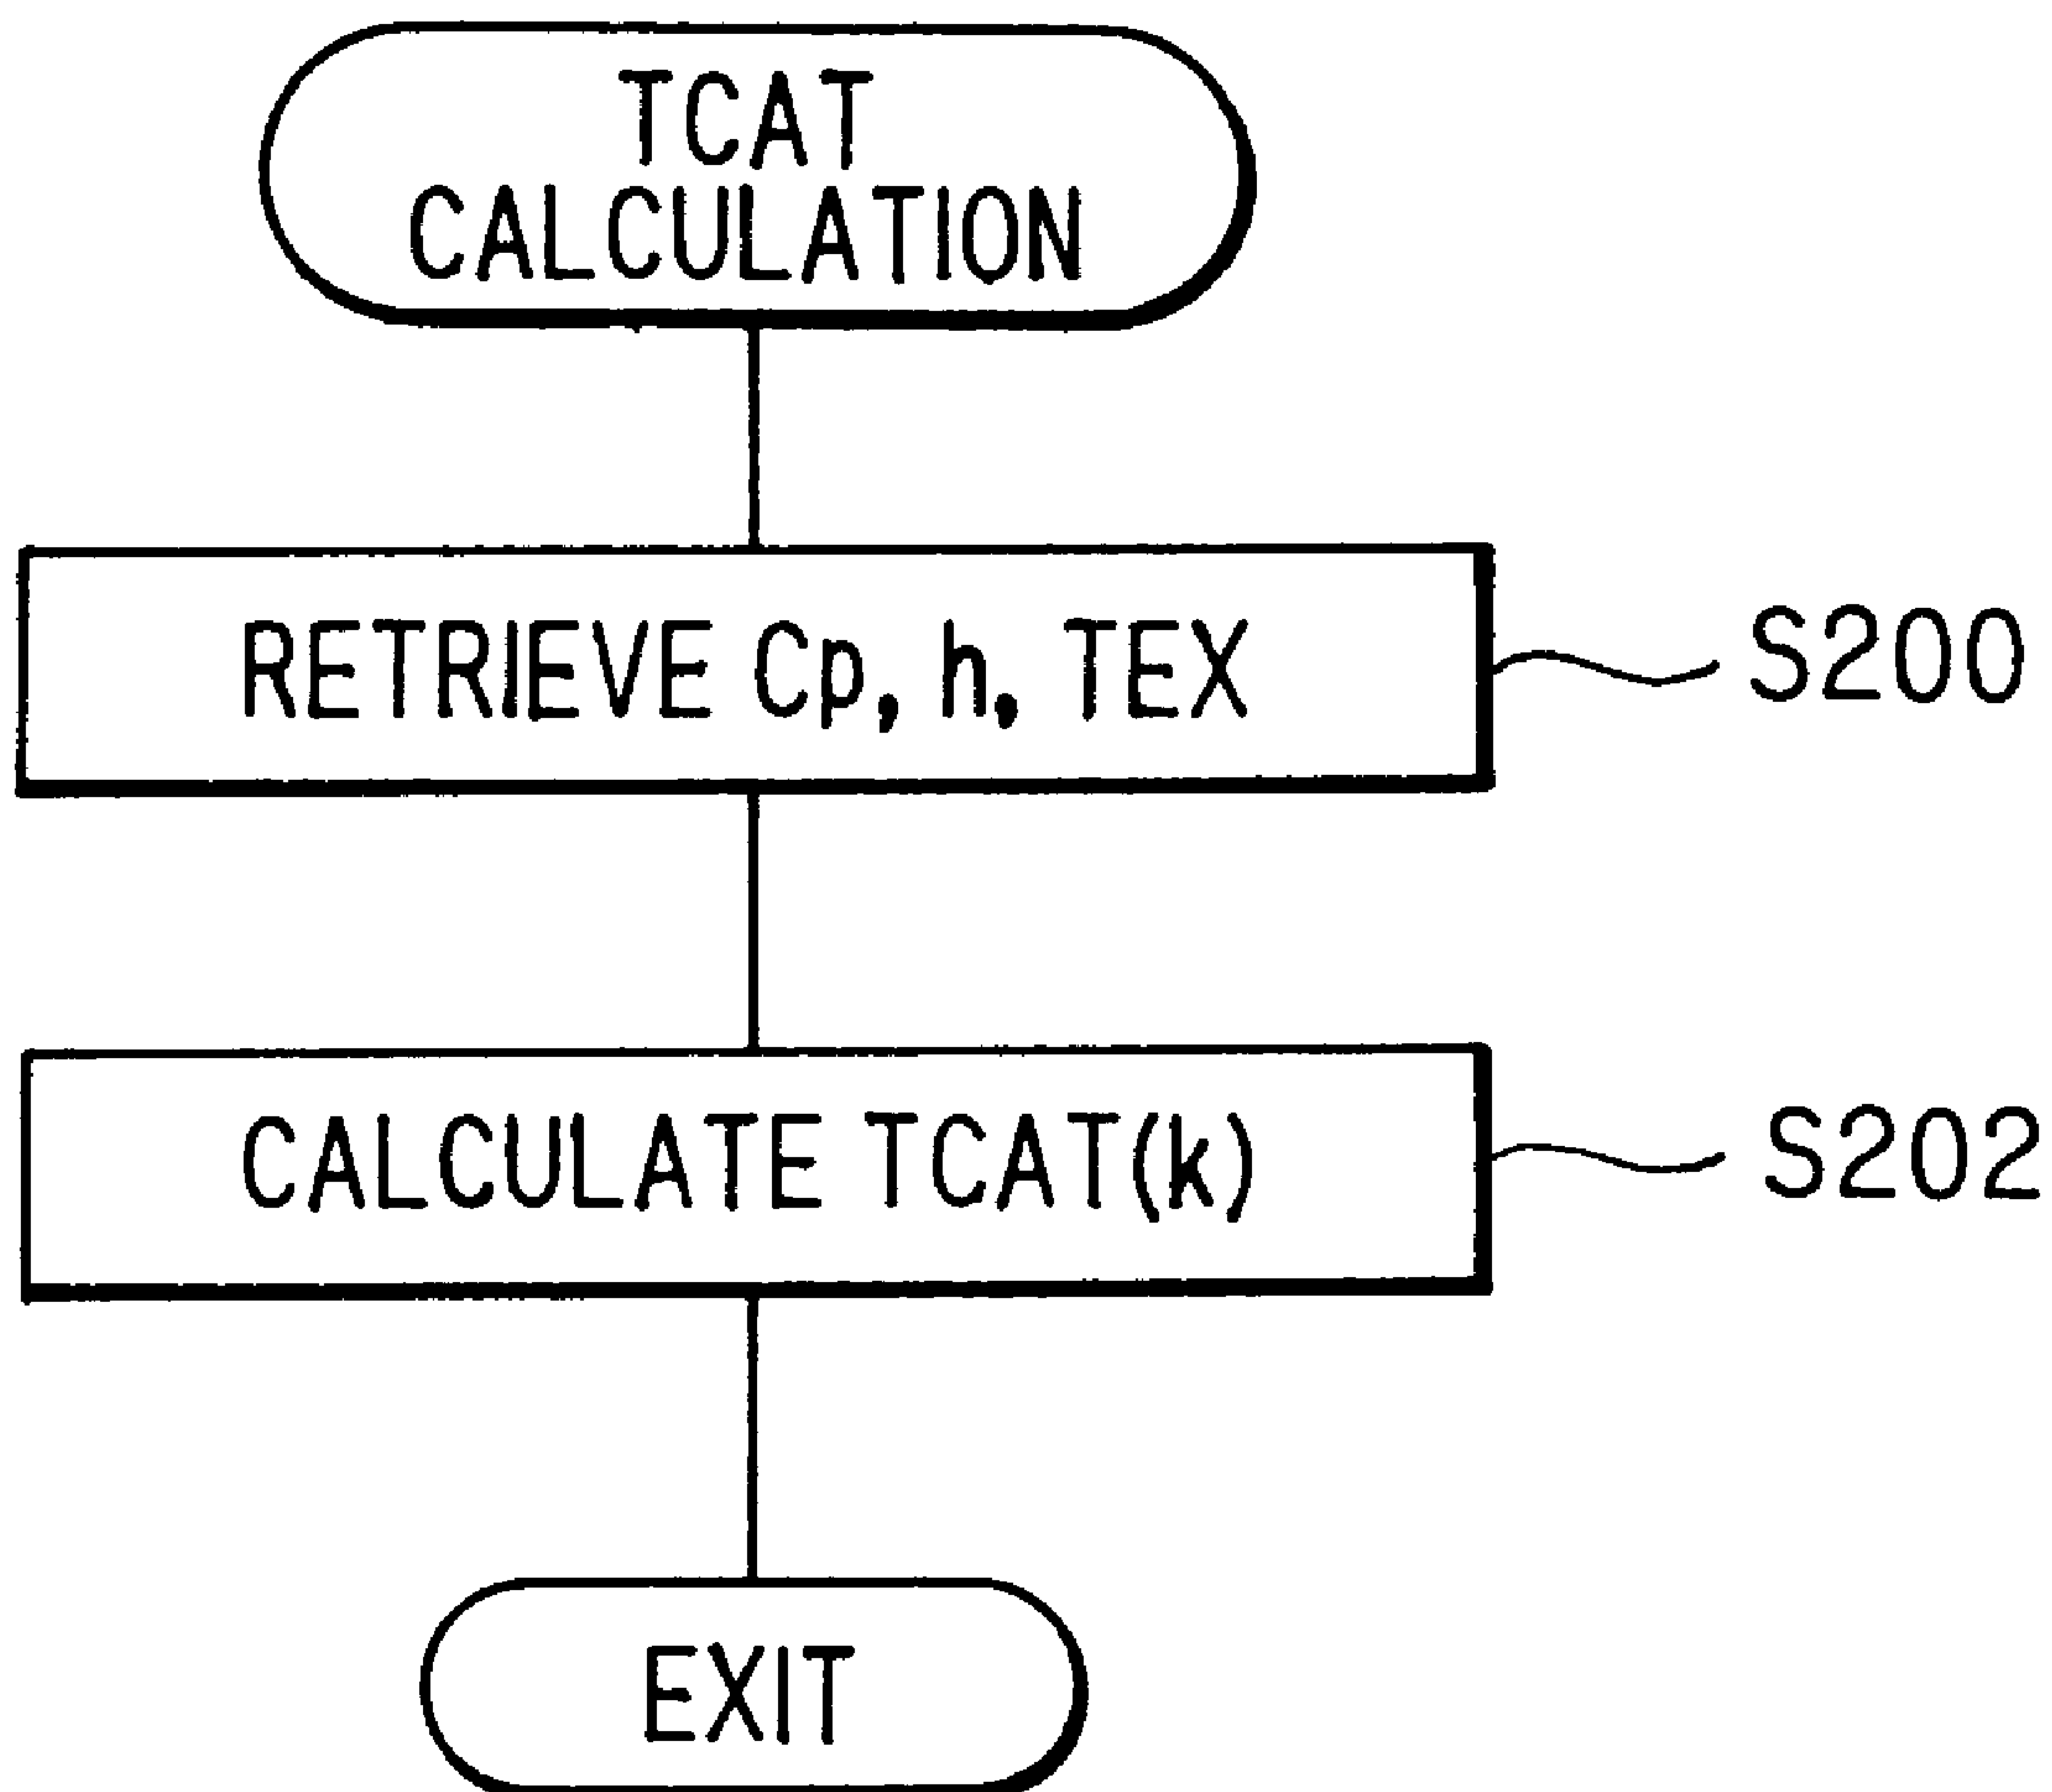 TCAT
CALCULATION
RETRIEVE Cp, h, TEX
S200
CALCULATE TCAT(k)
S202
EXIT